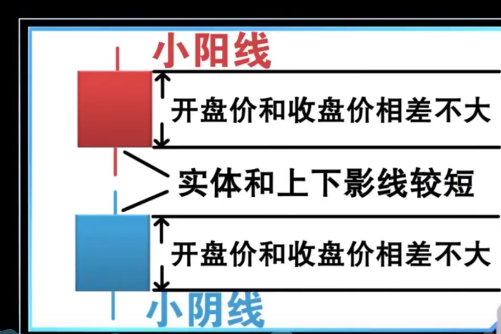 小阳线
开盘价和收盘价相差不大
实体和上下影线较短
开盘价和收盘价相差不大
小阴线